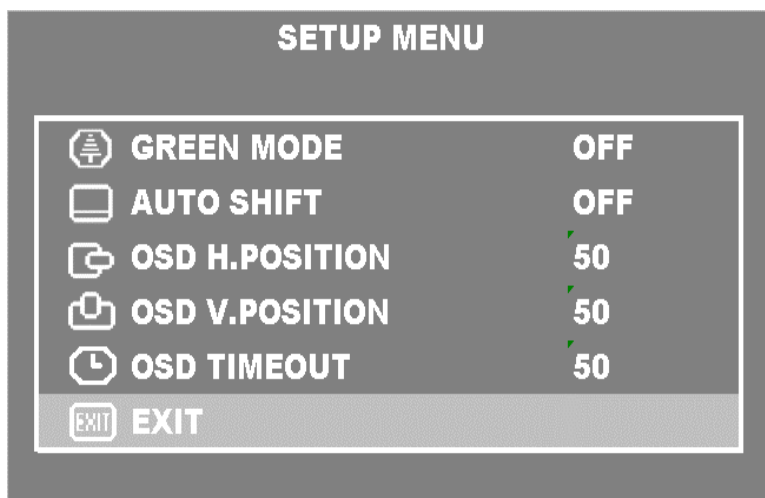 SETUP MENU
GREEN MODE OFF
AUTO SHIFT OFF
OSD H.POSITION 50
OSD V.POSITION 50
OSD TIMEOUT 50
EXIT EXIT